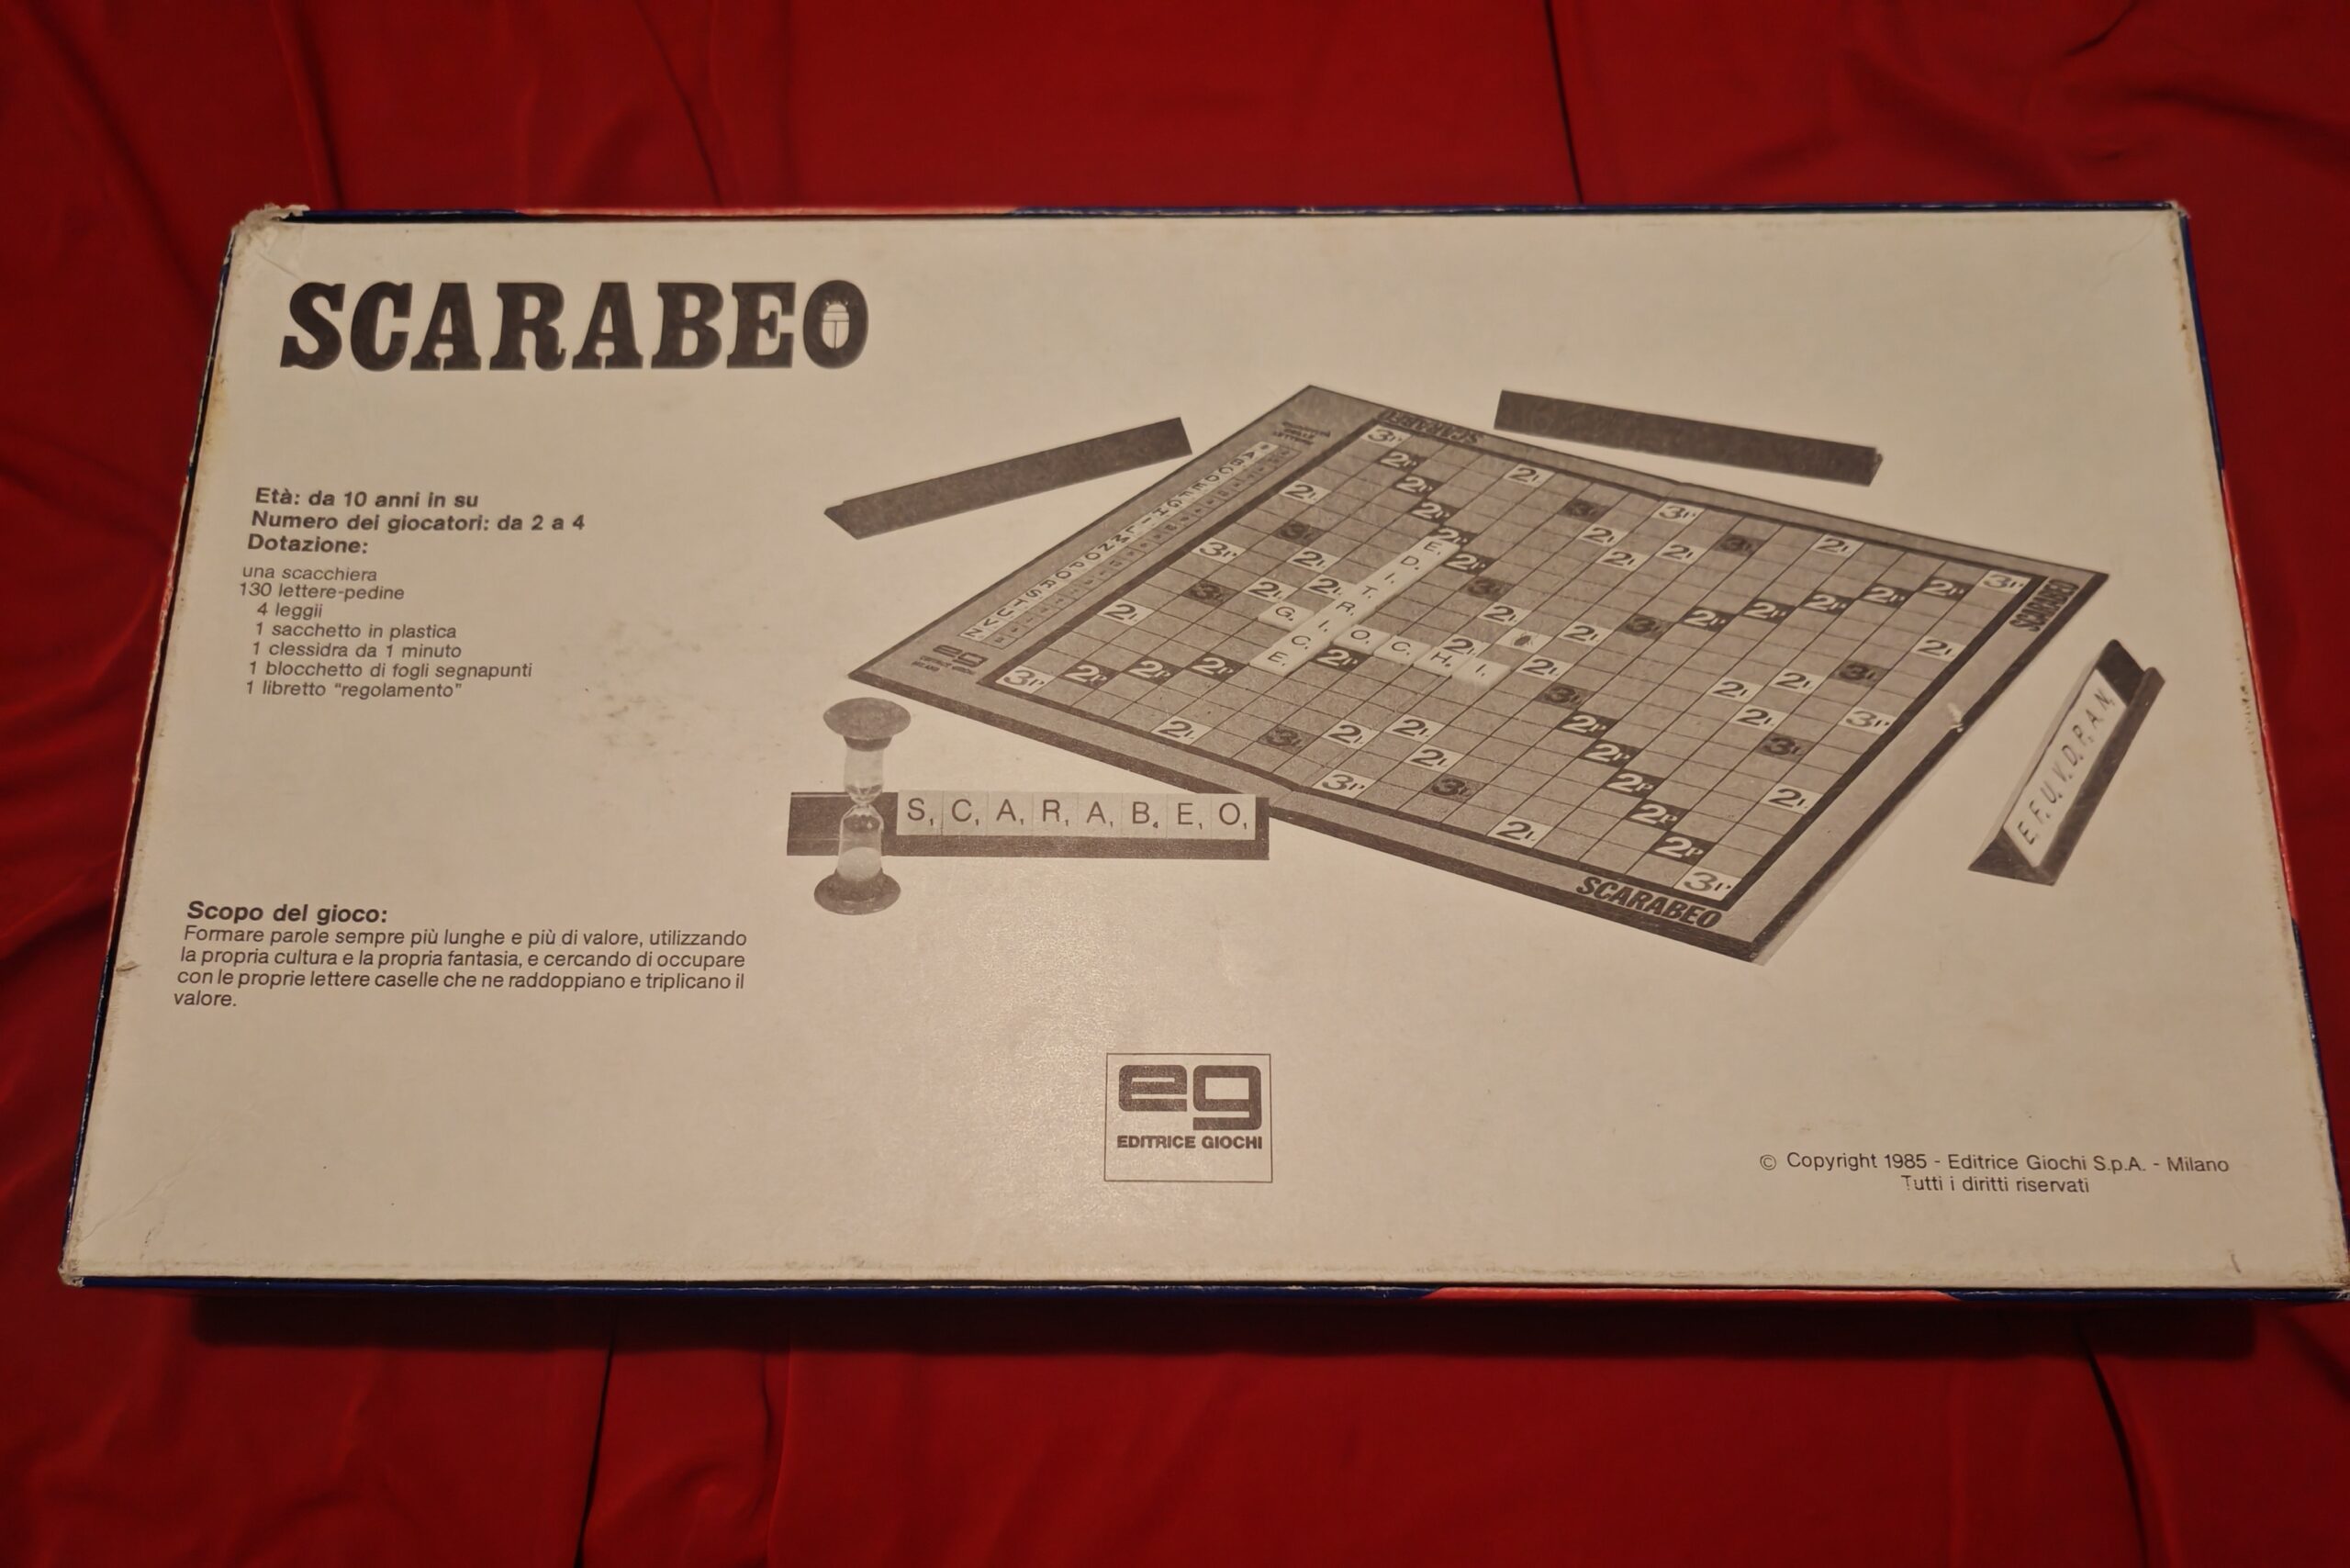 SCARABEO
Età: da 10 anni in su
Numero dei giocatori: da 2 a 4
Dotazione:
una scacchiera
130 lettere-pedine
4 leggii
1 sacchetto in plastica
1 clessidra da 1 minuto
1 blocchetto di fogli segnapunti
1 libretto “regolamento”
Scopo del gioco:
Formare parole sempre più lunghe e più di valore, utilizzando
la propria cultura e la propria fantasia, e cercando di occupare
con le proprie lettere caselle che ne raddoppiano e triplicano il
valore.
SCARABEO
SCARABEO
EDITRICE
GIOCHI
eg
S C A R A B E O
SCARABEO
E F U V D P A N
eg
EDITRICE GIOCHI
© Copyright 1985 - Editrice Giochi S.p.A. - Milano
Tutti i diritti riservati